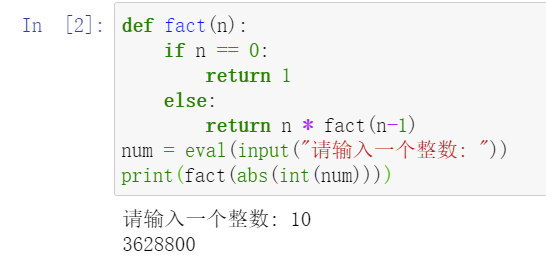 In [2]: def fact(n):
    if n == 0:
        return 1
    else:
        return n * fact(n-1)
num = eval(input("请输入一个整数: "))
print(fact(abs(int(num))))
请输入一个整数: 10
3628800